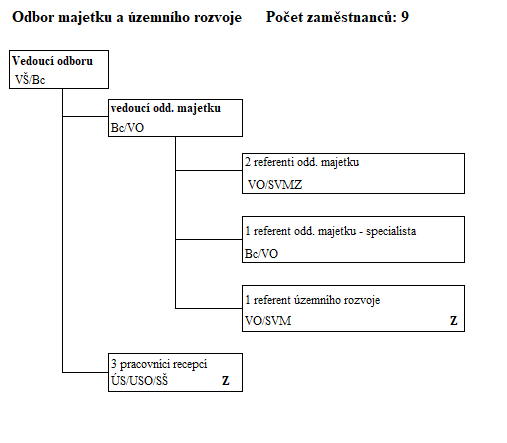 Odbor majetku a územního rozvoje Počet zaměstnanců: 9
Vedoucí odboru
VŠ/Bc
vedoucí odd. majetku
Bc/VO
2 referenti odd. majetku
VO/SVMZ
1 referent odd. majetku - specialista
Bc/VO
1 referent územního rozvoje
VO/SVM Z
3 pracovníci recepcí
ÚS/USO/SŠ Z